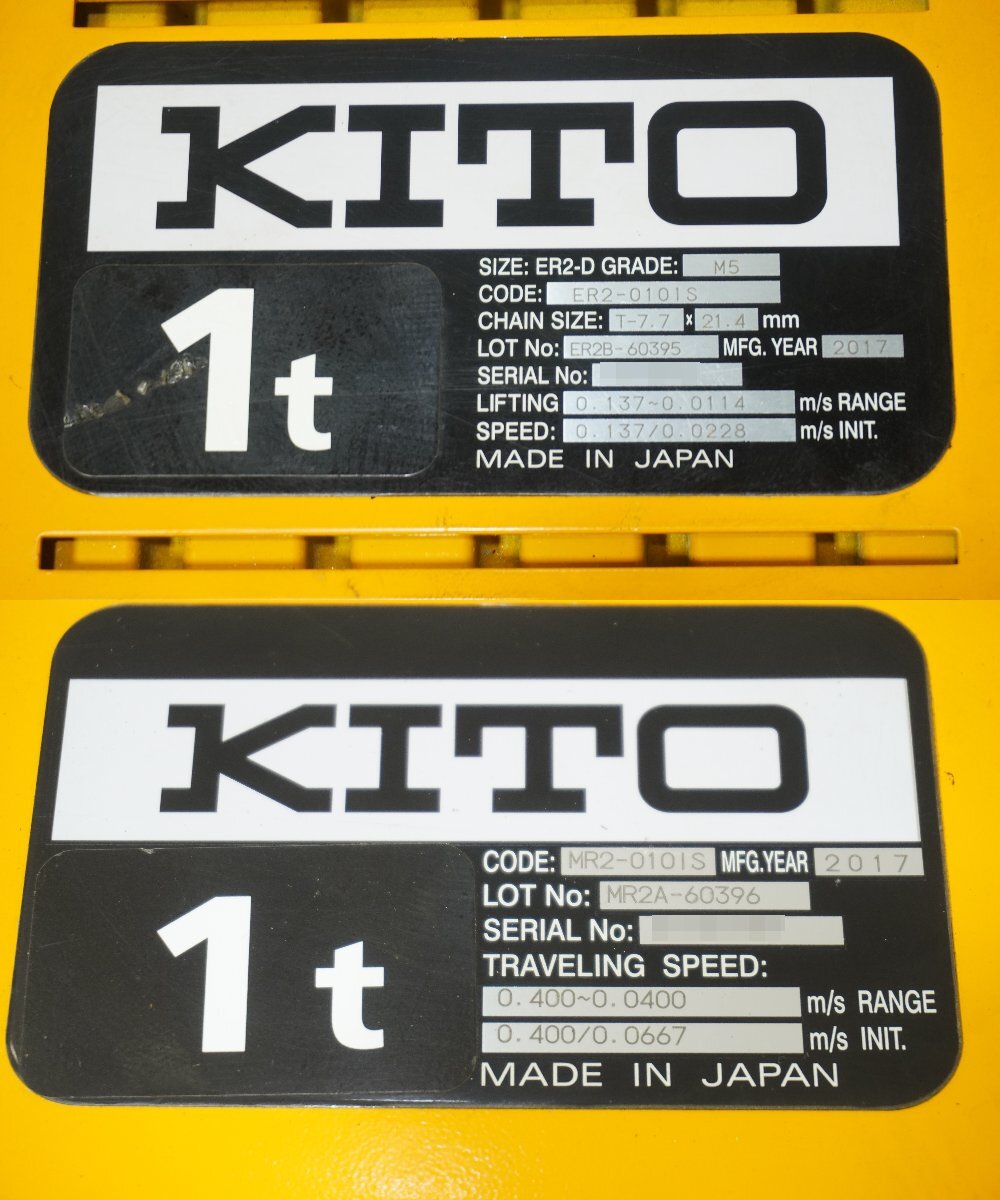 KITO
1t
SIZE: ER2-D GRADE: M5
CODE: ER2-010IS
CHAIN SIZE: T-7.7 x 21.4 mm
LOT No: ER2B-60395 MFG. YEAR 2017
SERIAL No:
LIFTING 0.137~0.0114 m/s RANGE
SPEED: 0.137/0.0228 m/s INIT.
MADE IN JAPAN
KITO
1t
CODE: MR2-010IS MFG.YEAR 2017
LOT No: MR2A-60396
SERIAL No:
TRAVELING SPEED:
0.400~0.0400 m/s RANGE
0.400/0.0667 m/s INIT.
MADE IN JAPAN